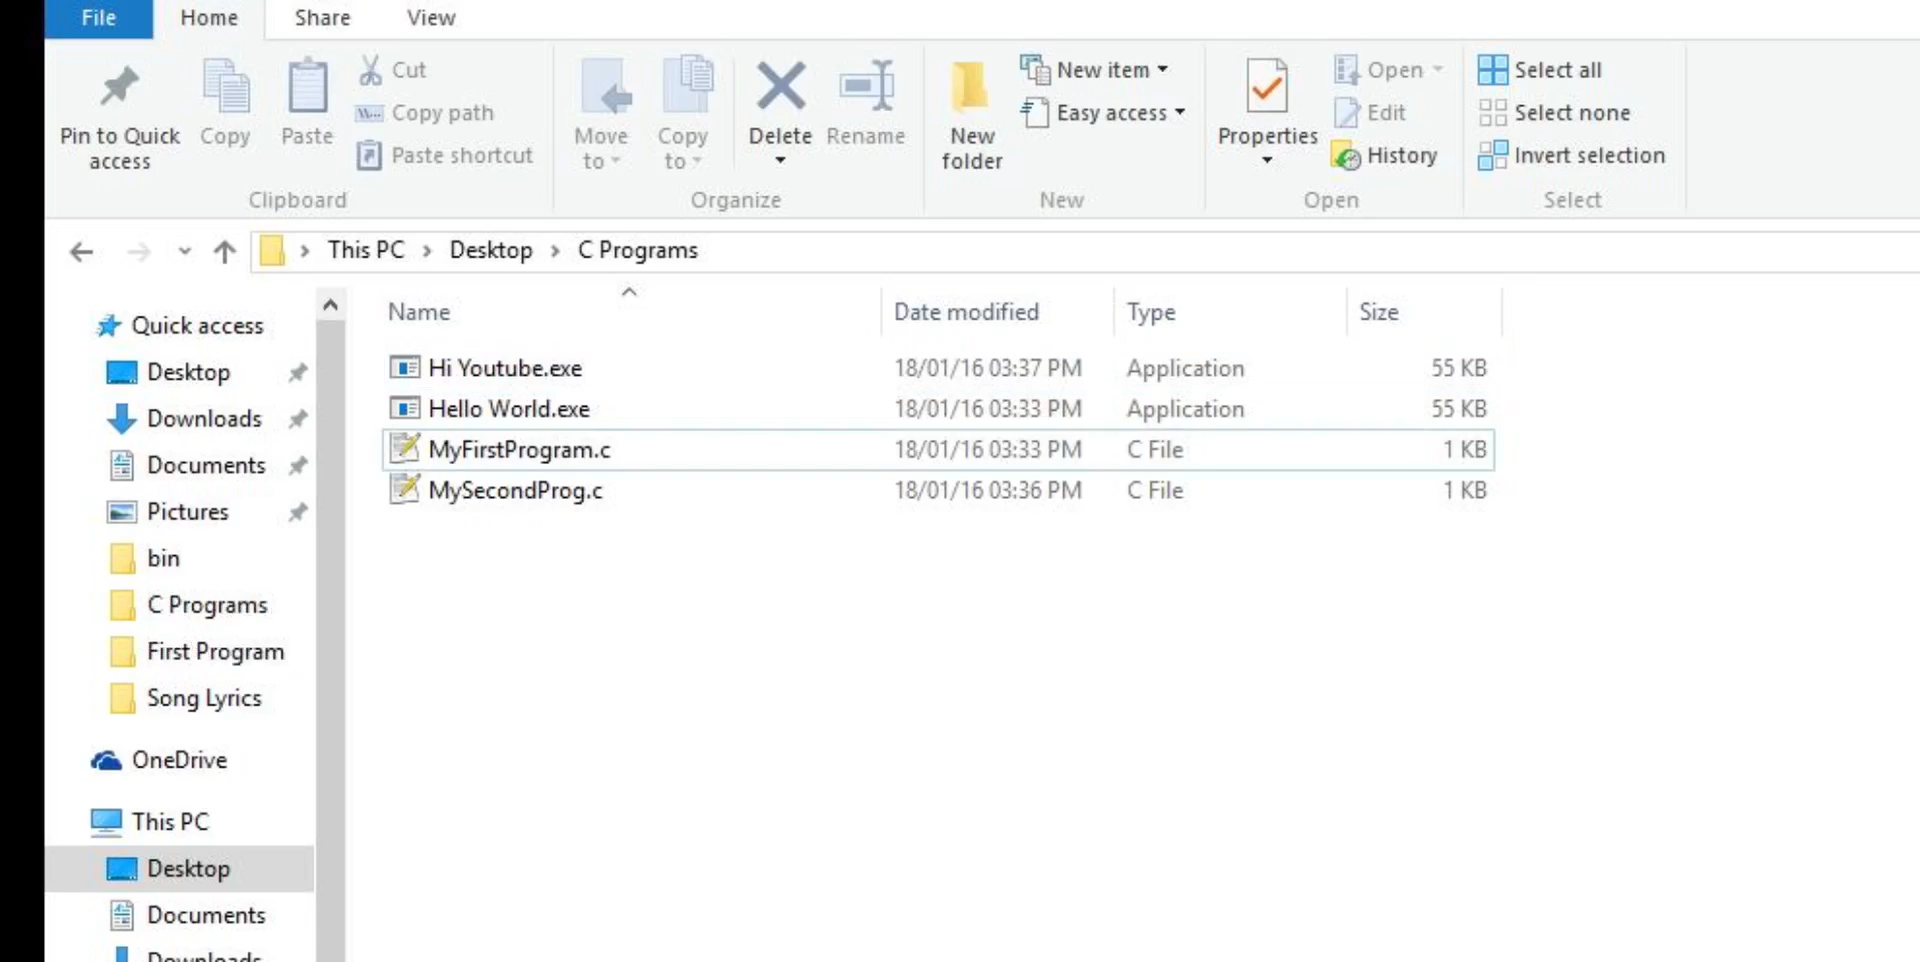 File Home Share View
Pin to Quick access
Copy
Paste
Cut
Copy path
Paste shortcut
Clipboard
Move to
Copy to
Delete
Rename
Organize
New folder
New item
Easy access
New
Properties
Open
Edit
History
Open
Select all
Select none
Invert selection
Select
This PC > Desktop > C Programs
Quick access
Desktop
Downloads
Documents
Pictures
bin
C Programs
First Program
Song Lyrics
OneDrive
This PC
Desktop
Documents
Downloads
Name Date modified Type Size
Hi Youtube.exe 18/01/16 03:37 PM Application 55 KB
Hello World.exe 18/01/16 03:33 PM Application 55 KB
MyFirstProgram.c 18/01/16 03:33 PM C File 1 KB
MySecondProg.c 18/01/16 03:36 PM C File 1 KB